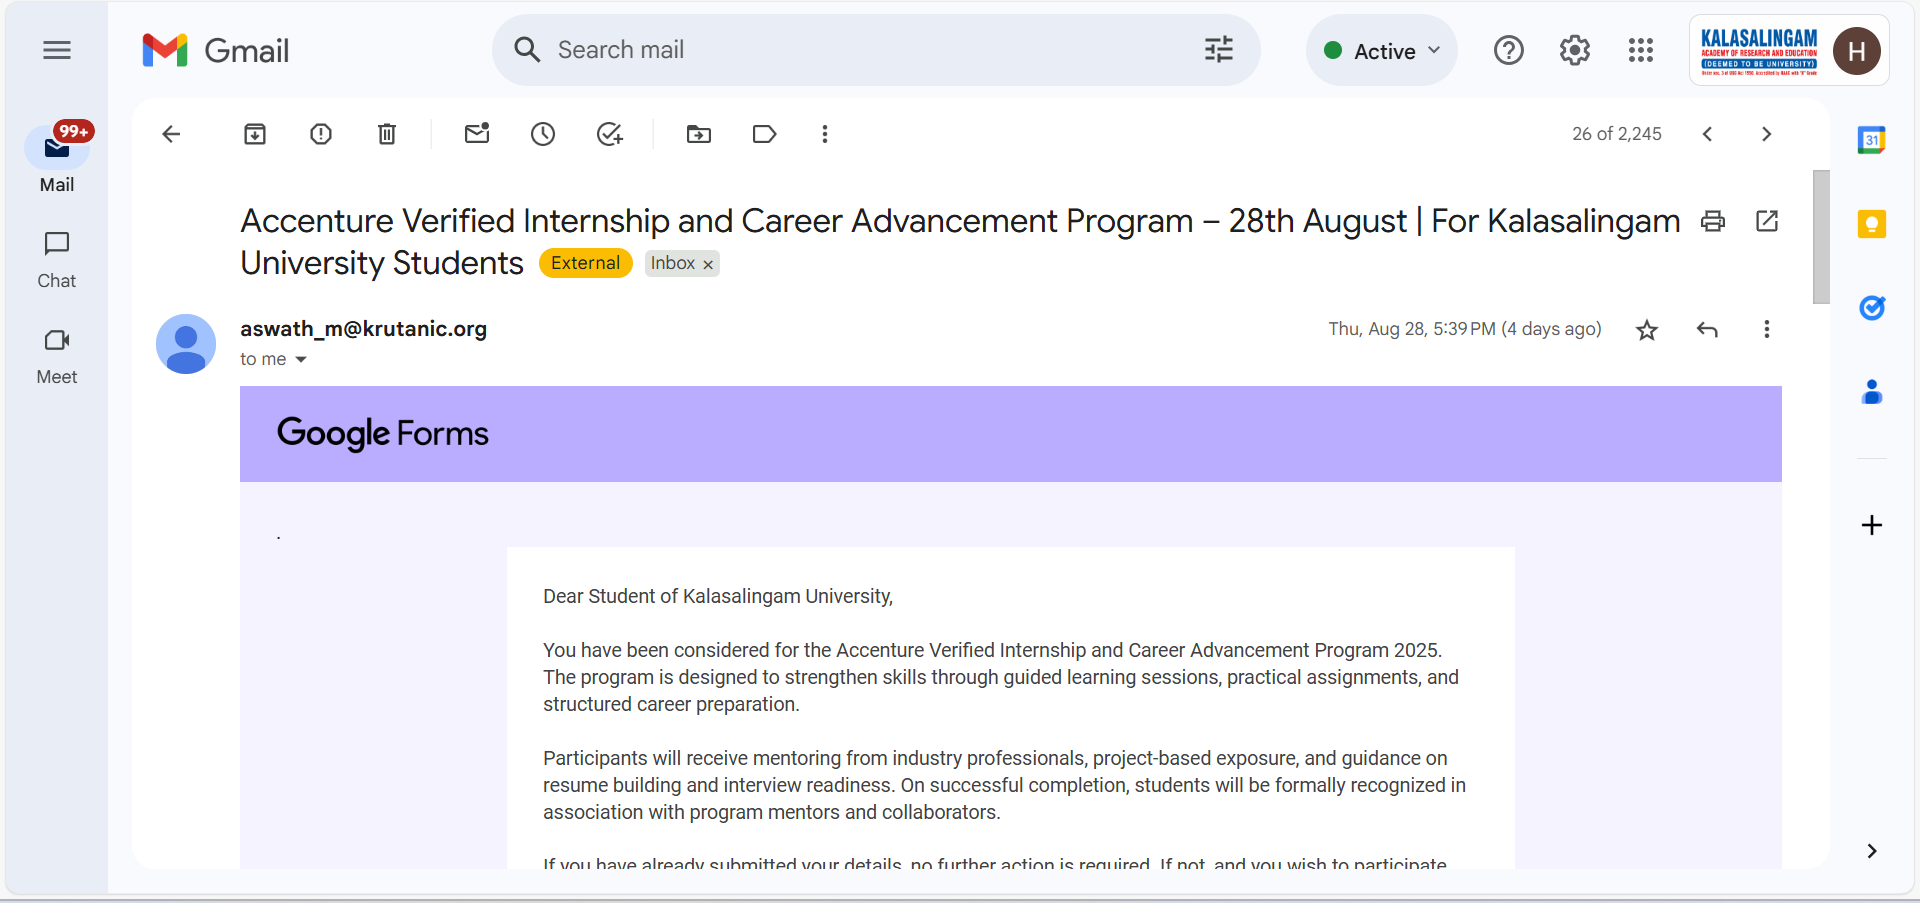 Gmail
Search mail
Active
KALASALINGAM
ACADEMY OF RESEARCH AND EDUCATION
(DEEMED TO BE UNIVERSITY)
H
99+
Mail
Chat
Meet
26 of 2,245
31
Accenture Verified Internship and Career Advancement Program – 28th August | For Kalasalingam
University Students External Inbox x
aswath_m@krutanic.org
Thu, Aug 28, 5:39 PM (4 days ago)
to me
Google Forms
.
Dear Student of Kalasalingam University,
You have been considered for the Accenture Verified Internship and Career Advancement Program 2025.
The program is designed to strengthen skills through guided learning sessions, practical assignments, and
structured career preparation.
Participants will receive mentoring from industry professionals, project-based exposure, and guidance on
resume building and interview readiness. On successful completion, students will be formally recognized in
association with program mentors and collaborators.
If you have already submitted your details, no further action is required. If not, and you wish to participate